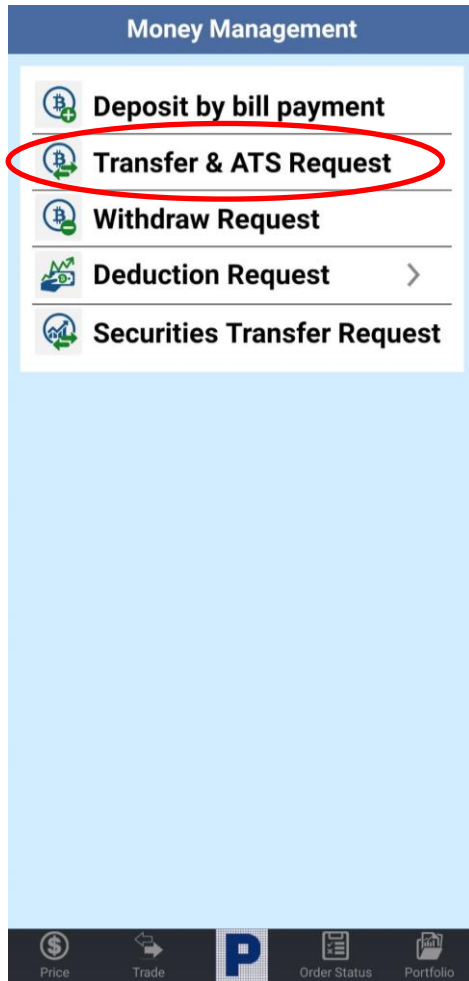 Money Management
Deposit by bill payment
Transfer & ATS Request
Withdraw Request
Deduction Request
Securities Transfer Request
P
Price Trade Order Status Portfolio